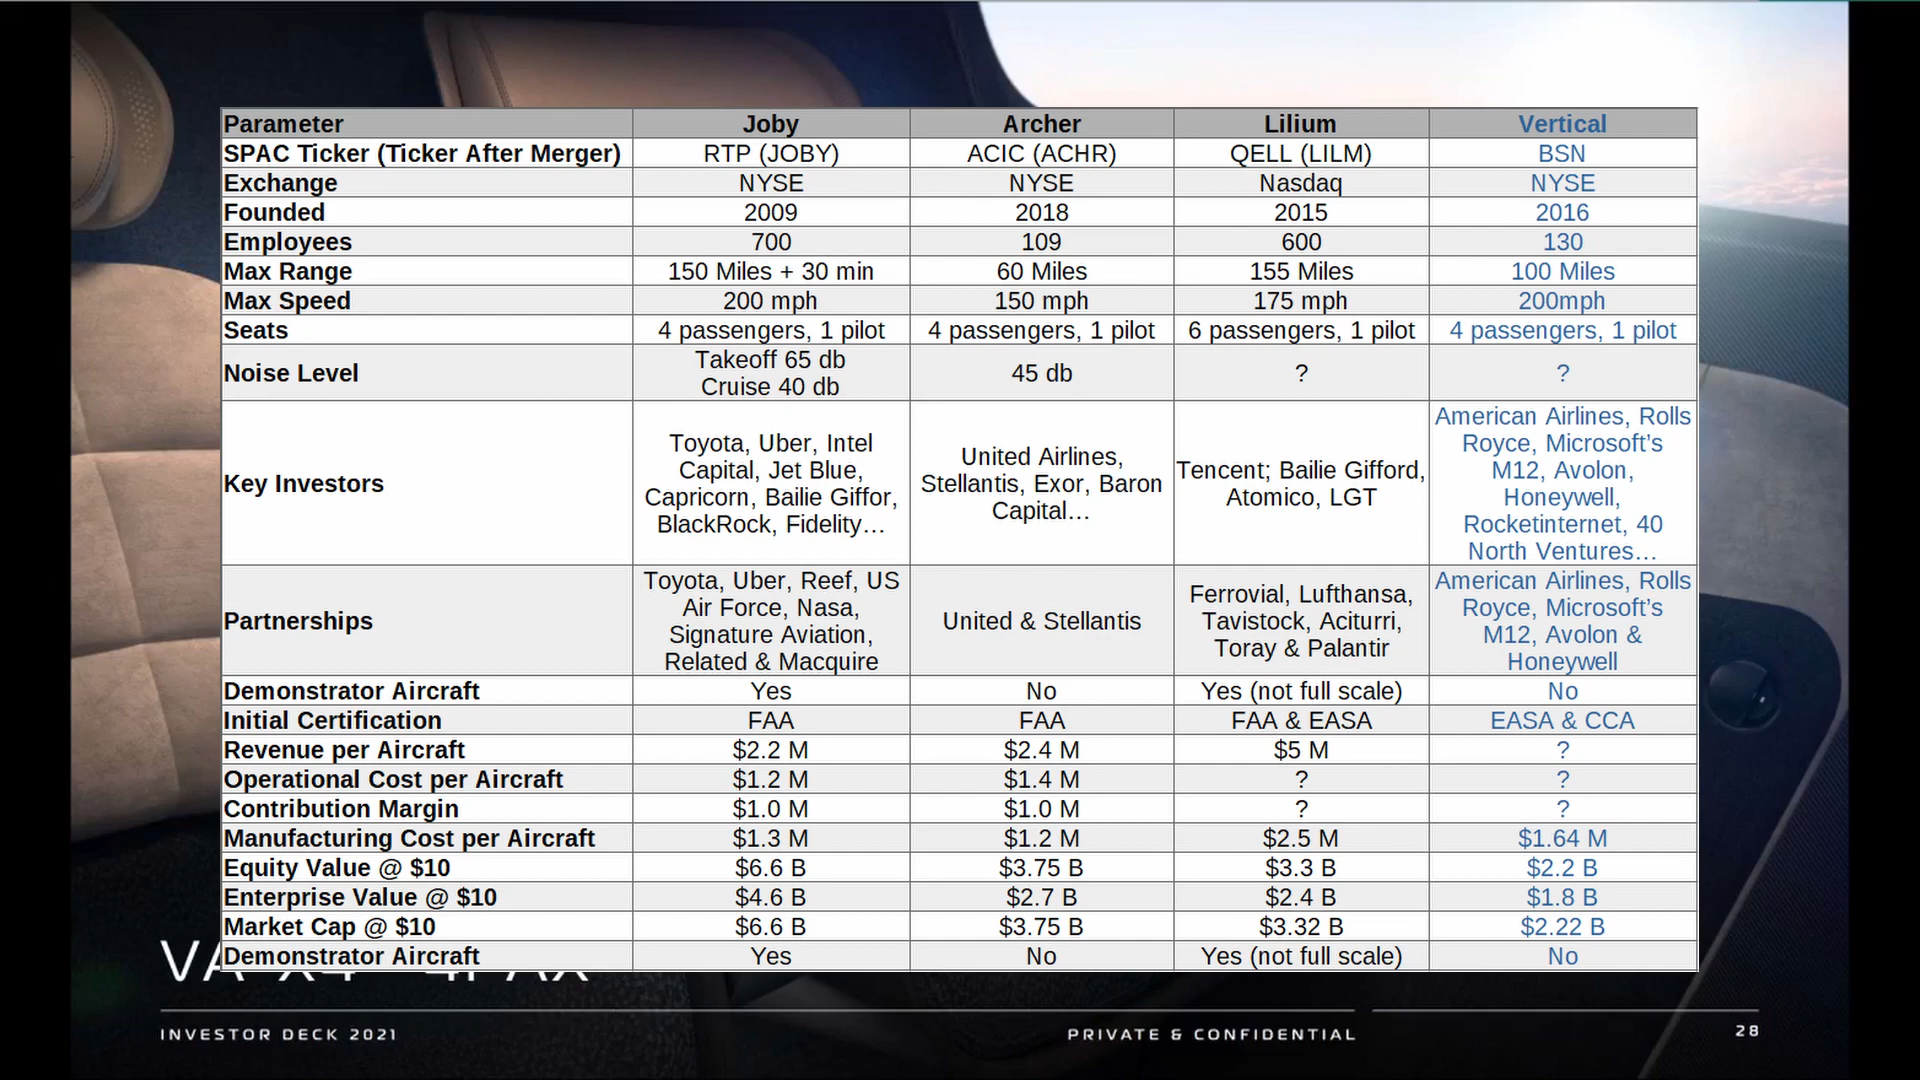 Parameter Joby Archer Lilium Vertical
SPAC Ticker (Ticker After Merger) RTP (JOBY) ACIC (ACHR) QELL (LILM) BSN
Exchange NYSE NYSE Nasdaq NYSE
Founded 2009 2018 2015 2016
Employees 700 109 600 130
Max Range 150 Miles + 30 min 60 Miles 155 Miles 100 Miles
Max Speed 200 mph 150 mph 175 mph 200mph
Seats 4 passengers, 1 pilot 4 passengers, 1 pilot 6 passengers, 1 pilot 4 passengers, 1 pilot
Noise Level
Takeoff 65 db
Cruise 40 db
45 db
?
?
Key Investors
Toyota, Uber, Intel
Capital, Jet Blue,
Capricorn, Bailie Giffor,
BlackRock, Fidelity…
United Airlines,
Stellantis, Exor, Baron
Capital…
Tencent; Bailie Gifford,
Atomico, LGT
American Airlines, Rolls
Royce, Microsoft’s
M12, Avolon,
Honeywell,
Rocketinternet, 40
North Ventures…
Partnerships
Toyota, Uber, Reef, US
Air Force, Nasa,
Signature Aviation,
Related & Macquire
United & Stellantis
Ferrovial, Lufthansa,
Tavistock, Aciturri,
Toray & Palantir
American Airlines, Rolls
Royce, Microsoft’s
M12, Avolon &
Honeywell
Demonstrator Aircraft Yes No Yes (not full scale) No
Initial Certification FAA FAA FAA & EASA EASA & CCA
Revenue per Aircraft $2.2 M $2.4 M $5 M ?
Operational Cost per Aircraft $1.2 M $1.4 M ? ?
Contribution Margin $1.0 M $1.0 M ? ?
Manufacturing Cost per Aircraft $1.3 M $1.2 M $2.5 M $1.64 M
Equity Value @ $10 $6.6 B $3.75 B $3.3 B $2.2 B
Enterprise Value @ $10 $4.6 B $2.7 B $2.4 B $1.8 B
Market Cap @ $10 $6.6 B $3.75 B $3.32 B $2.22 B
Demonstrator Aircraft Yes No Yes (not full scale) No
INVESTOR DECK 2021 PRIVATE & CONFIDENTIAL 28